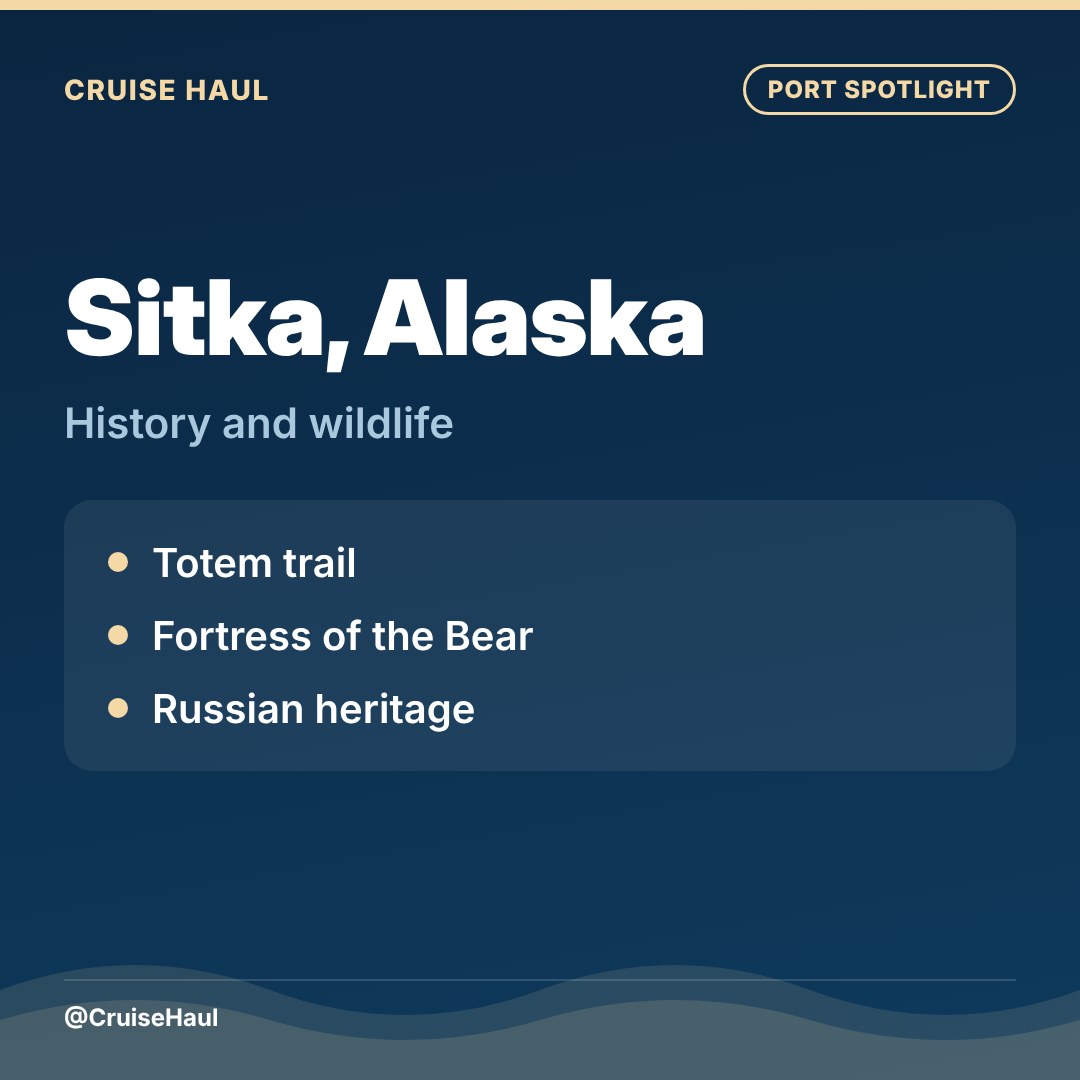 CRUISE HAUL
PORT SPOTLIGHT
Sitka, Alaska
History and wildlife
Totem trail
Fortress of the Bear
Russian heritage
@CruiseHaul